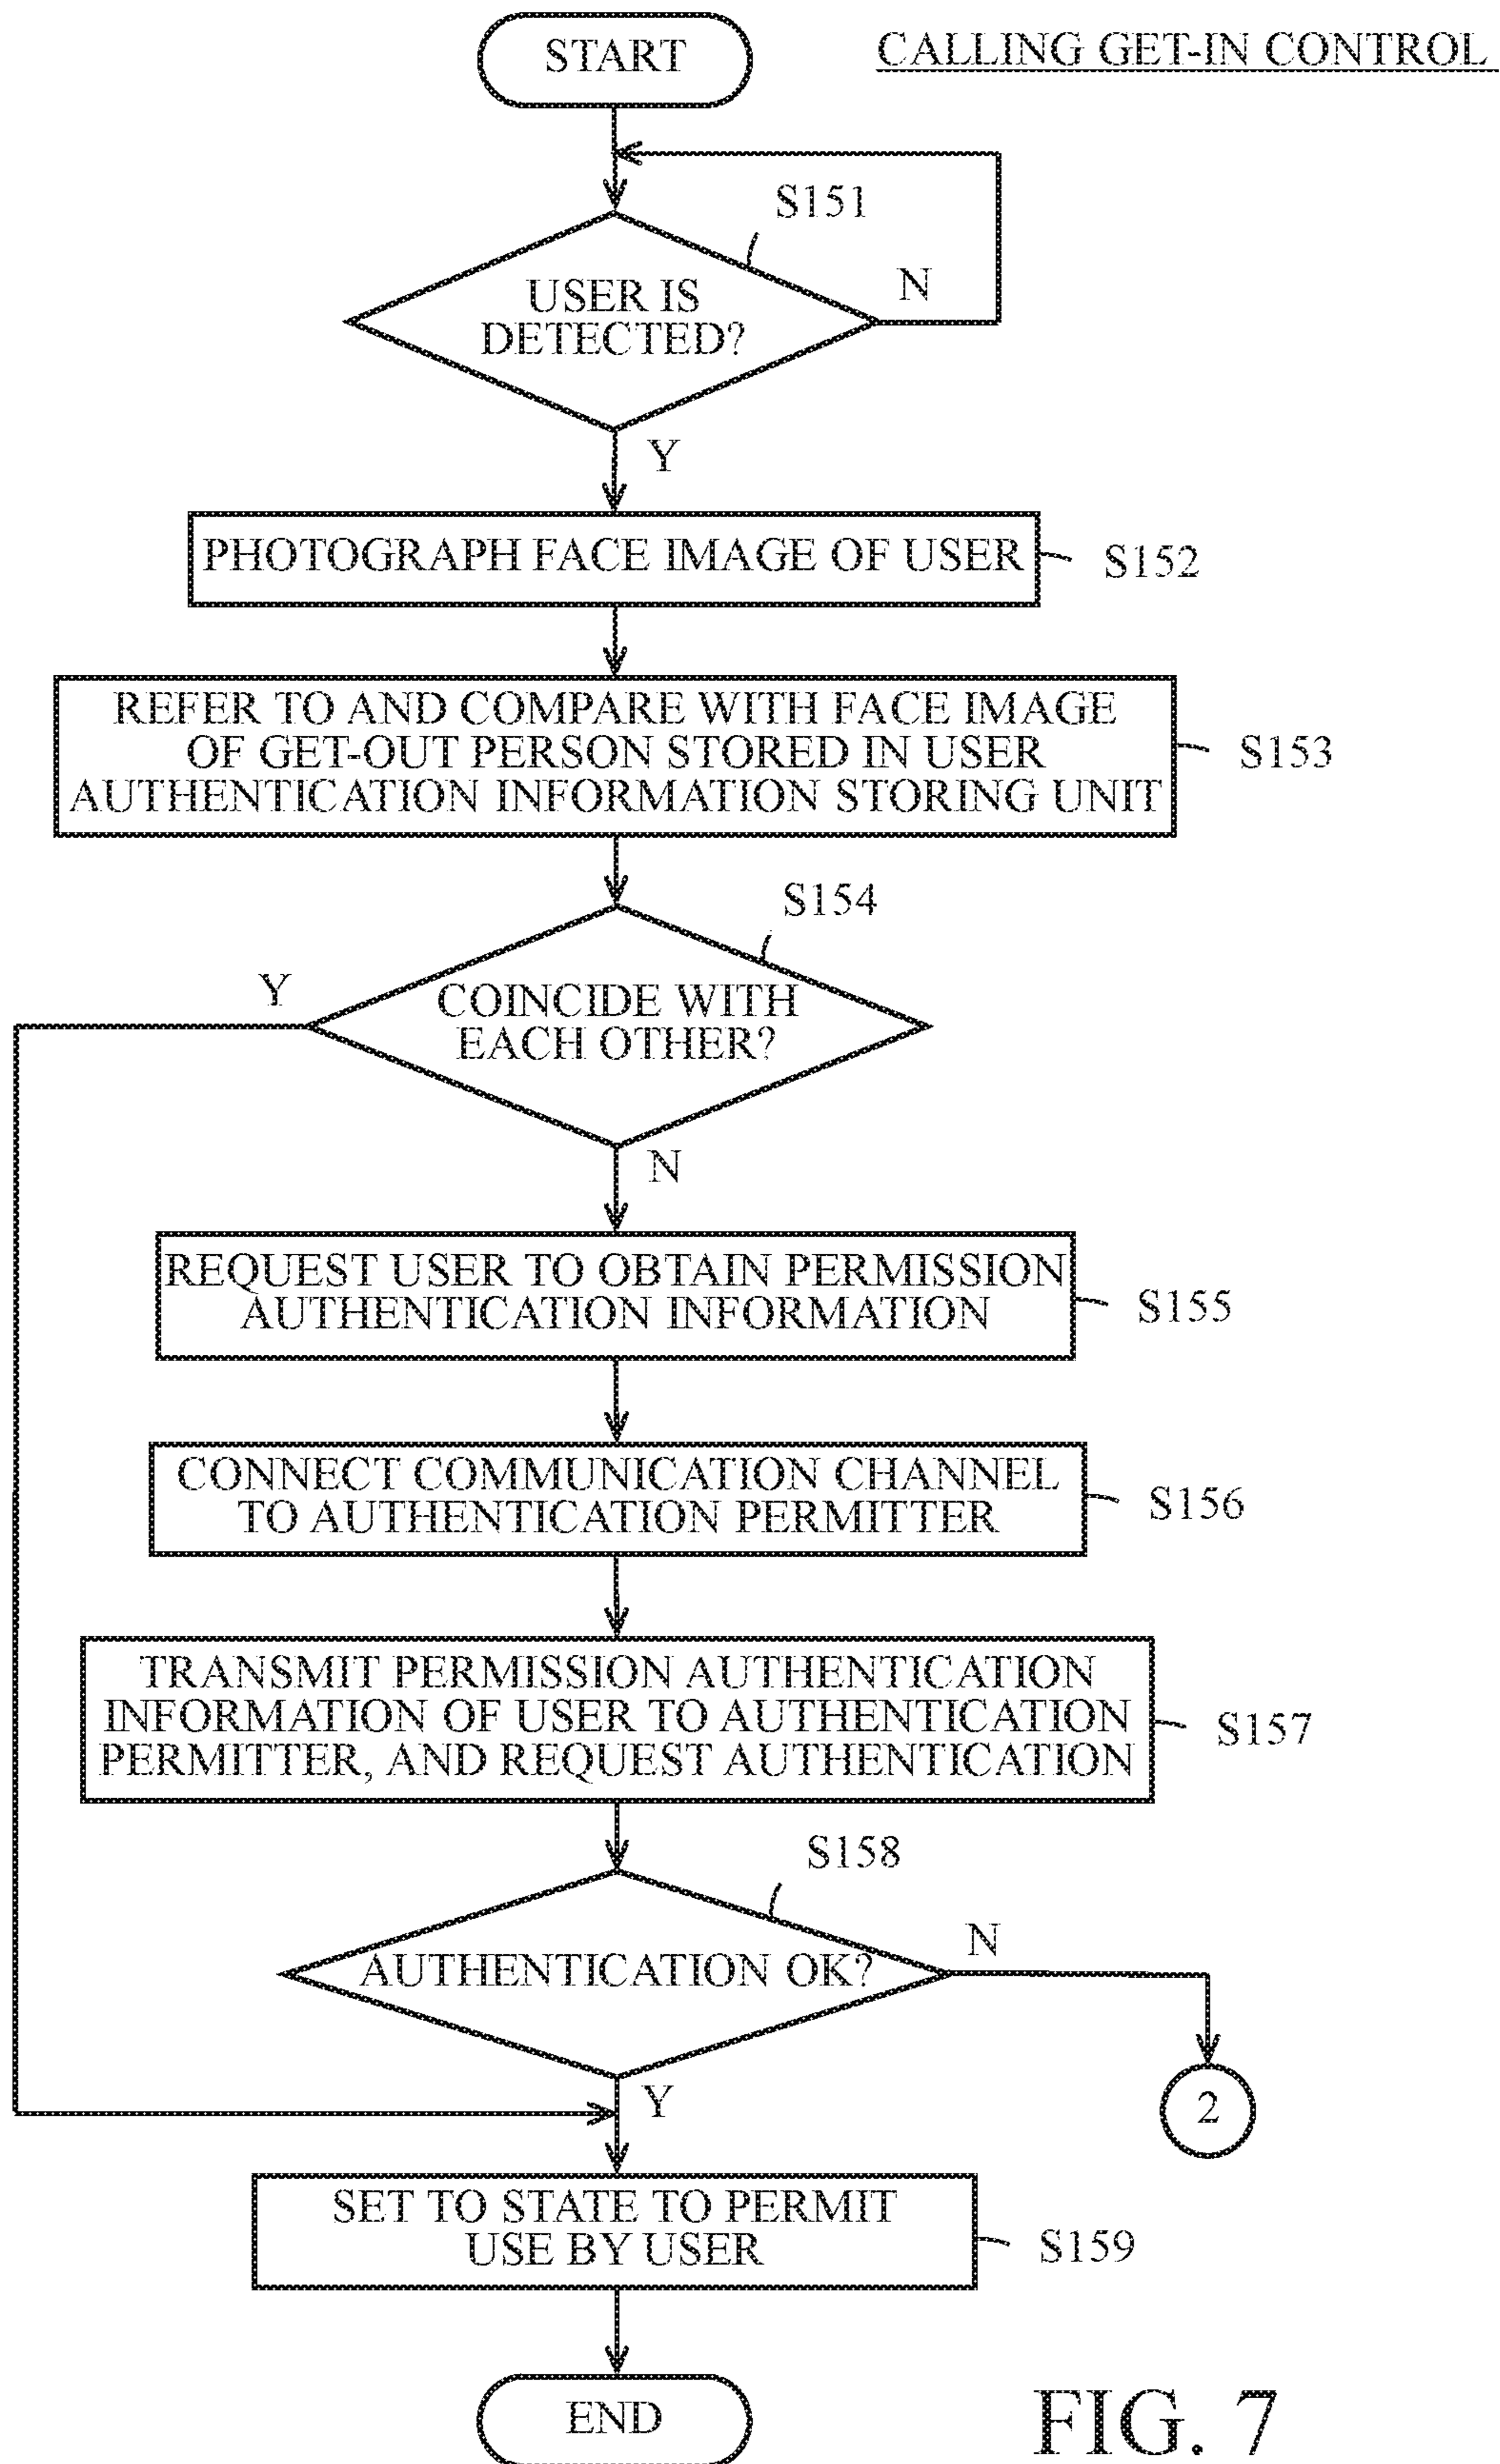 START
CALLING GET-IN CONTROL
S151
USER IS
DETECTED?
N
Y
PHOTOGRAPH FACE IMAGE OF USER
S152
REFER TO AND COMPARE WITH FACE IMAGE
OF GET-OUT PERSON STORED IN USER
AUTHENTICATION INFORMATION STORING UNIT
S153
S154
Y
COINCIDE WITH
EACH OTHER?
N
REQUEST USER TO OBTAIN PERMISSION
AUTHENTICATION INFORMATION
S155
CONNECT COMMUNICATION CHANNEL
TO AUTHENTICATION PERMITTER
S156
TRANSMIT PERMISSION AUTHENTICATION
INFORMATION OF USER TO AUTHENTICATION
PERMITTER, AND REQUEST AUTHENTICATION
S157
S158
AUTHENTICATION OK?
N
Y
2
SET TO STATE TO PERMIT
USE BY USER
S159
END
FIG. 7